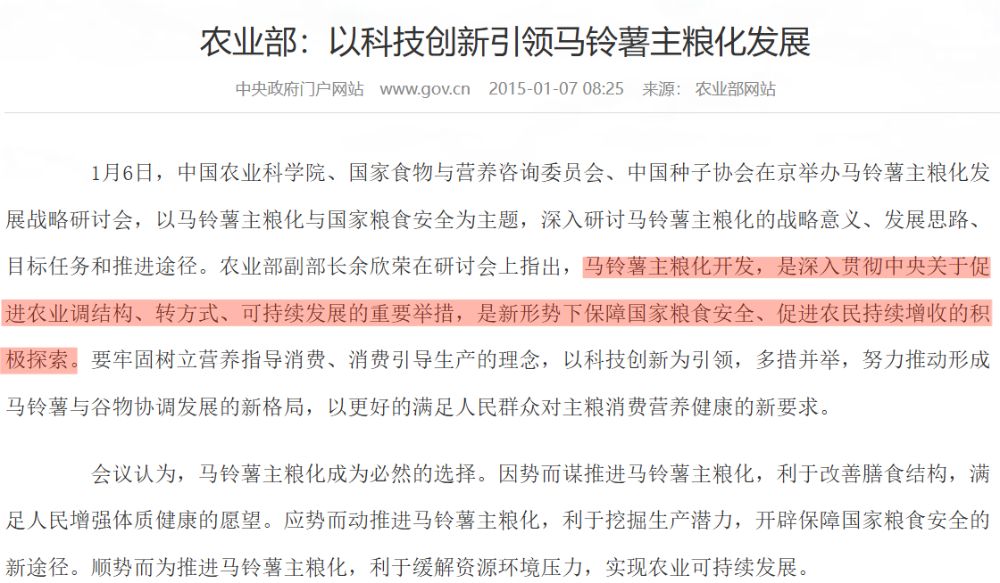 农业部：以科技创新引领马铃薯主粮化发展
中央政府门户网站 www.gov.cn 2015-01-07 08:25 来源： 农业部网站
1月6日，中国农业科学院、国家食物与营养咨询委员会、中国种子协会在京举办马铃薯主粮化发
展战略研讨会，以马铃薯主粮化与国家粮食安全为主题，深入研讨马铃薯主粮化的战略意义、发展思路、
目标任务和推进途径。农业部副部长余欣荣在研讨会上指出，马铃薯主粮化开发，是深入贯彻中央关于促
进农业调结构、转方式、可持续发展的重要举措，是新形势下保障国家粮食安全、促进农民持续增收的积
极探索。要牢固树立营养指导消费、消费引导生产的理念，以科技创新为引领，多措并举，努力推动形成
马铃薯与谷物协调发展的新格局，以更好的满足人民群众对主粮消费营养健康的新要求。
会议认为，马铃薯主粮化成为必然的选择。因势而谋推进马铃薯主粮化，利于改善膳食结构，满
足人民增强体质健康的愿望。应势而动推进马铃薯主粮化，利于挖掘生产潜力，开辟保障国家粮食安全的
新途径。顺势而为推进马铃薯主粮化，利于缓解资源环境压力，实现农业可持续发展。